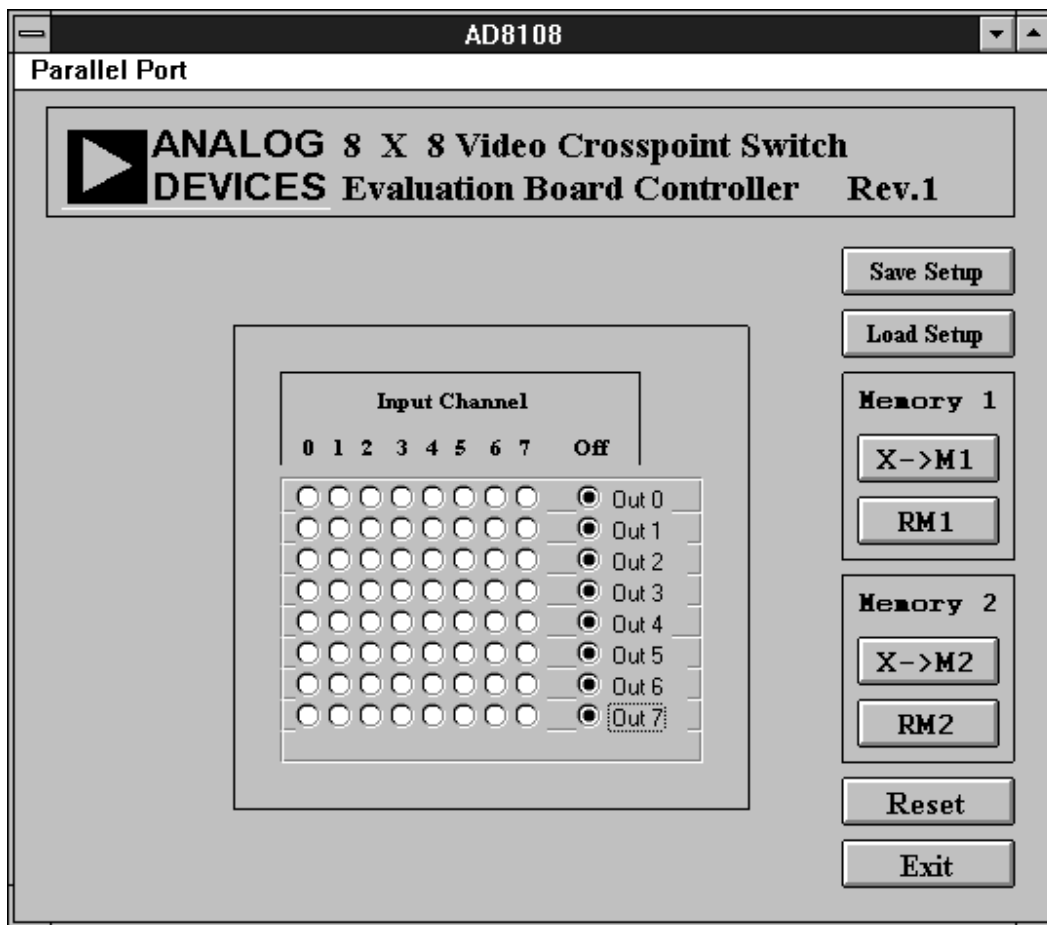 AD8108
Parallel Port
ANALOG 8 X 8 Video Crosspoint Switch
DEVICES Evaluation Board Controller Rev.1
Save Setup
Load Setup
Input Channel
0 1 2 3 4 5 6 7 Off
Out 0
Out 1
Out 2
Out 3
Out 4
Out 5
Out 6
Out 7
Memory 1
X->M1
RM1
Memory 2
X->M2
RM2
Reset
Exit